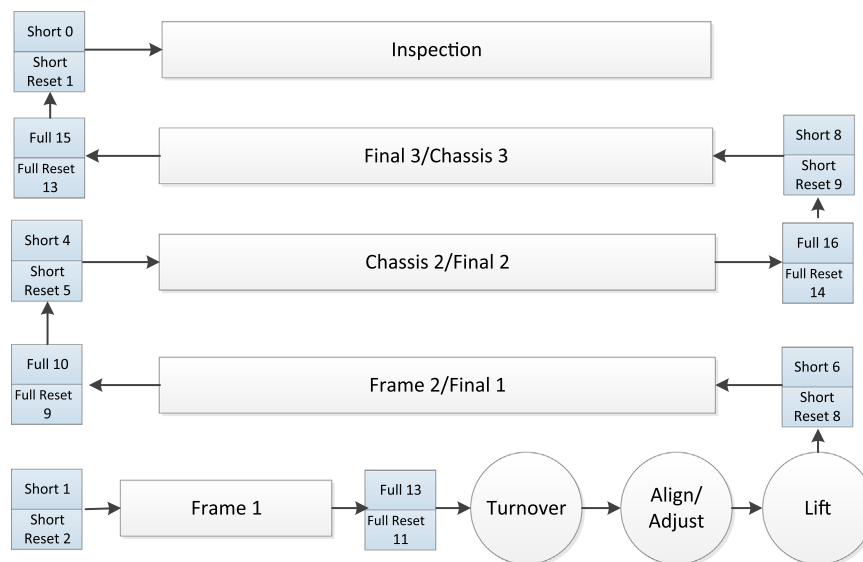 Short 0
Short
Reset 1
Inspection
Full 15
Full Reset
13
Final 3/Chassis 3
Short 8
Short
Reset 9
Short 4
Short
Reset 5
Chassis 2/Final 2
Full 16
Full Reset
14
Full 10
Full Reset
9
Frame 2/Final 1
Short 6
Short
Reset 8
Short 1
Short
Reset 2
Frame 1
Full 13
Full Reset
11
Turnover
Align/
Adjust
Lift